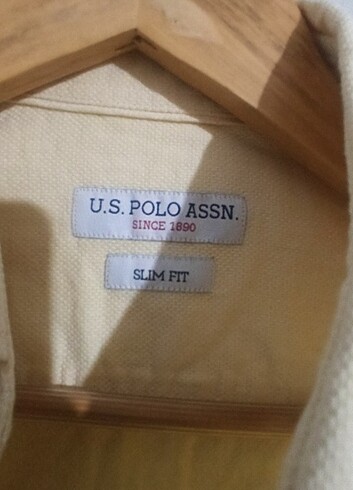 U.S. POLO ASSN.
SINCE 1890
SLIM FIT